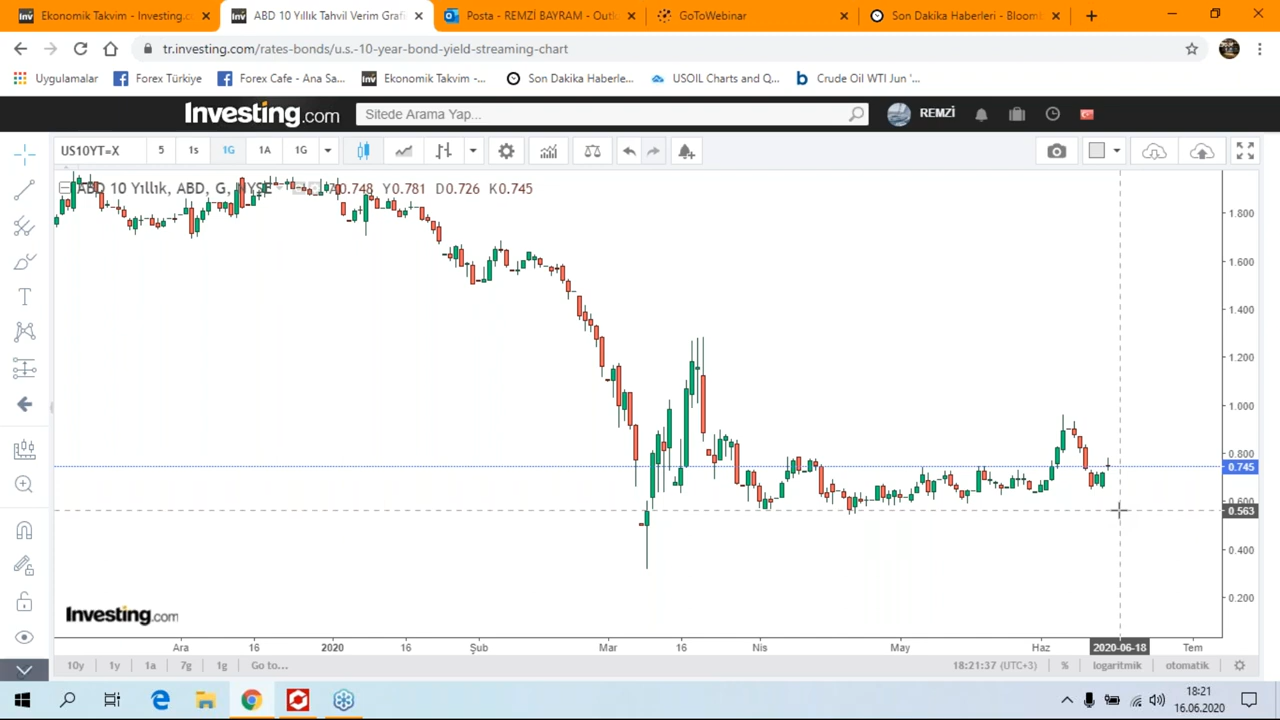 Ekonomik Takvim - Investing.c
ABD 10 Yıllık Tahvil Verim Grafi
Posta - REMZİ BAYRAM - Outl
GoToWebinar
Son Dakika Haberleri - Bloomb
tr.investing.com/rates-bonds/u.s.-10-year-bond-yield-streaming-chart
Uygulamalar
Forex Türkiye
Forex Cafe - Ana Sa...
Ekonomik Takvim -...
Son Dakika Haberle...
USOIL Charts and Q...
Crude Oil WTI Jun '...
Investing.com
Sitede Arama Yap...
REMZİ
US10YT=X
5
1s
1G
1A
1G
ABD 10 Yıllık, ABD, G, NYSE
0.748 Y0.781 D0.726 K0.745
1.800
1.600
1.400
1.200
1.000
0.800
0.745
0.600
0.563
0.400
0.200
Investing.com
Ara
16
2020
16
Şub
Mar
16
Nis
May
Haz
2020-06-18
Tem
10y
1y
1a
7g
1g
Go to...
18:21:37 (UTC+3)
%
logaritmik
otomatik
18:21
16.06.2020